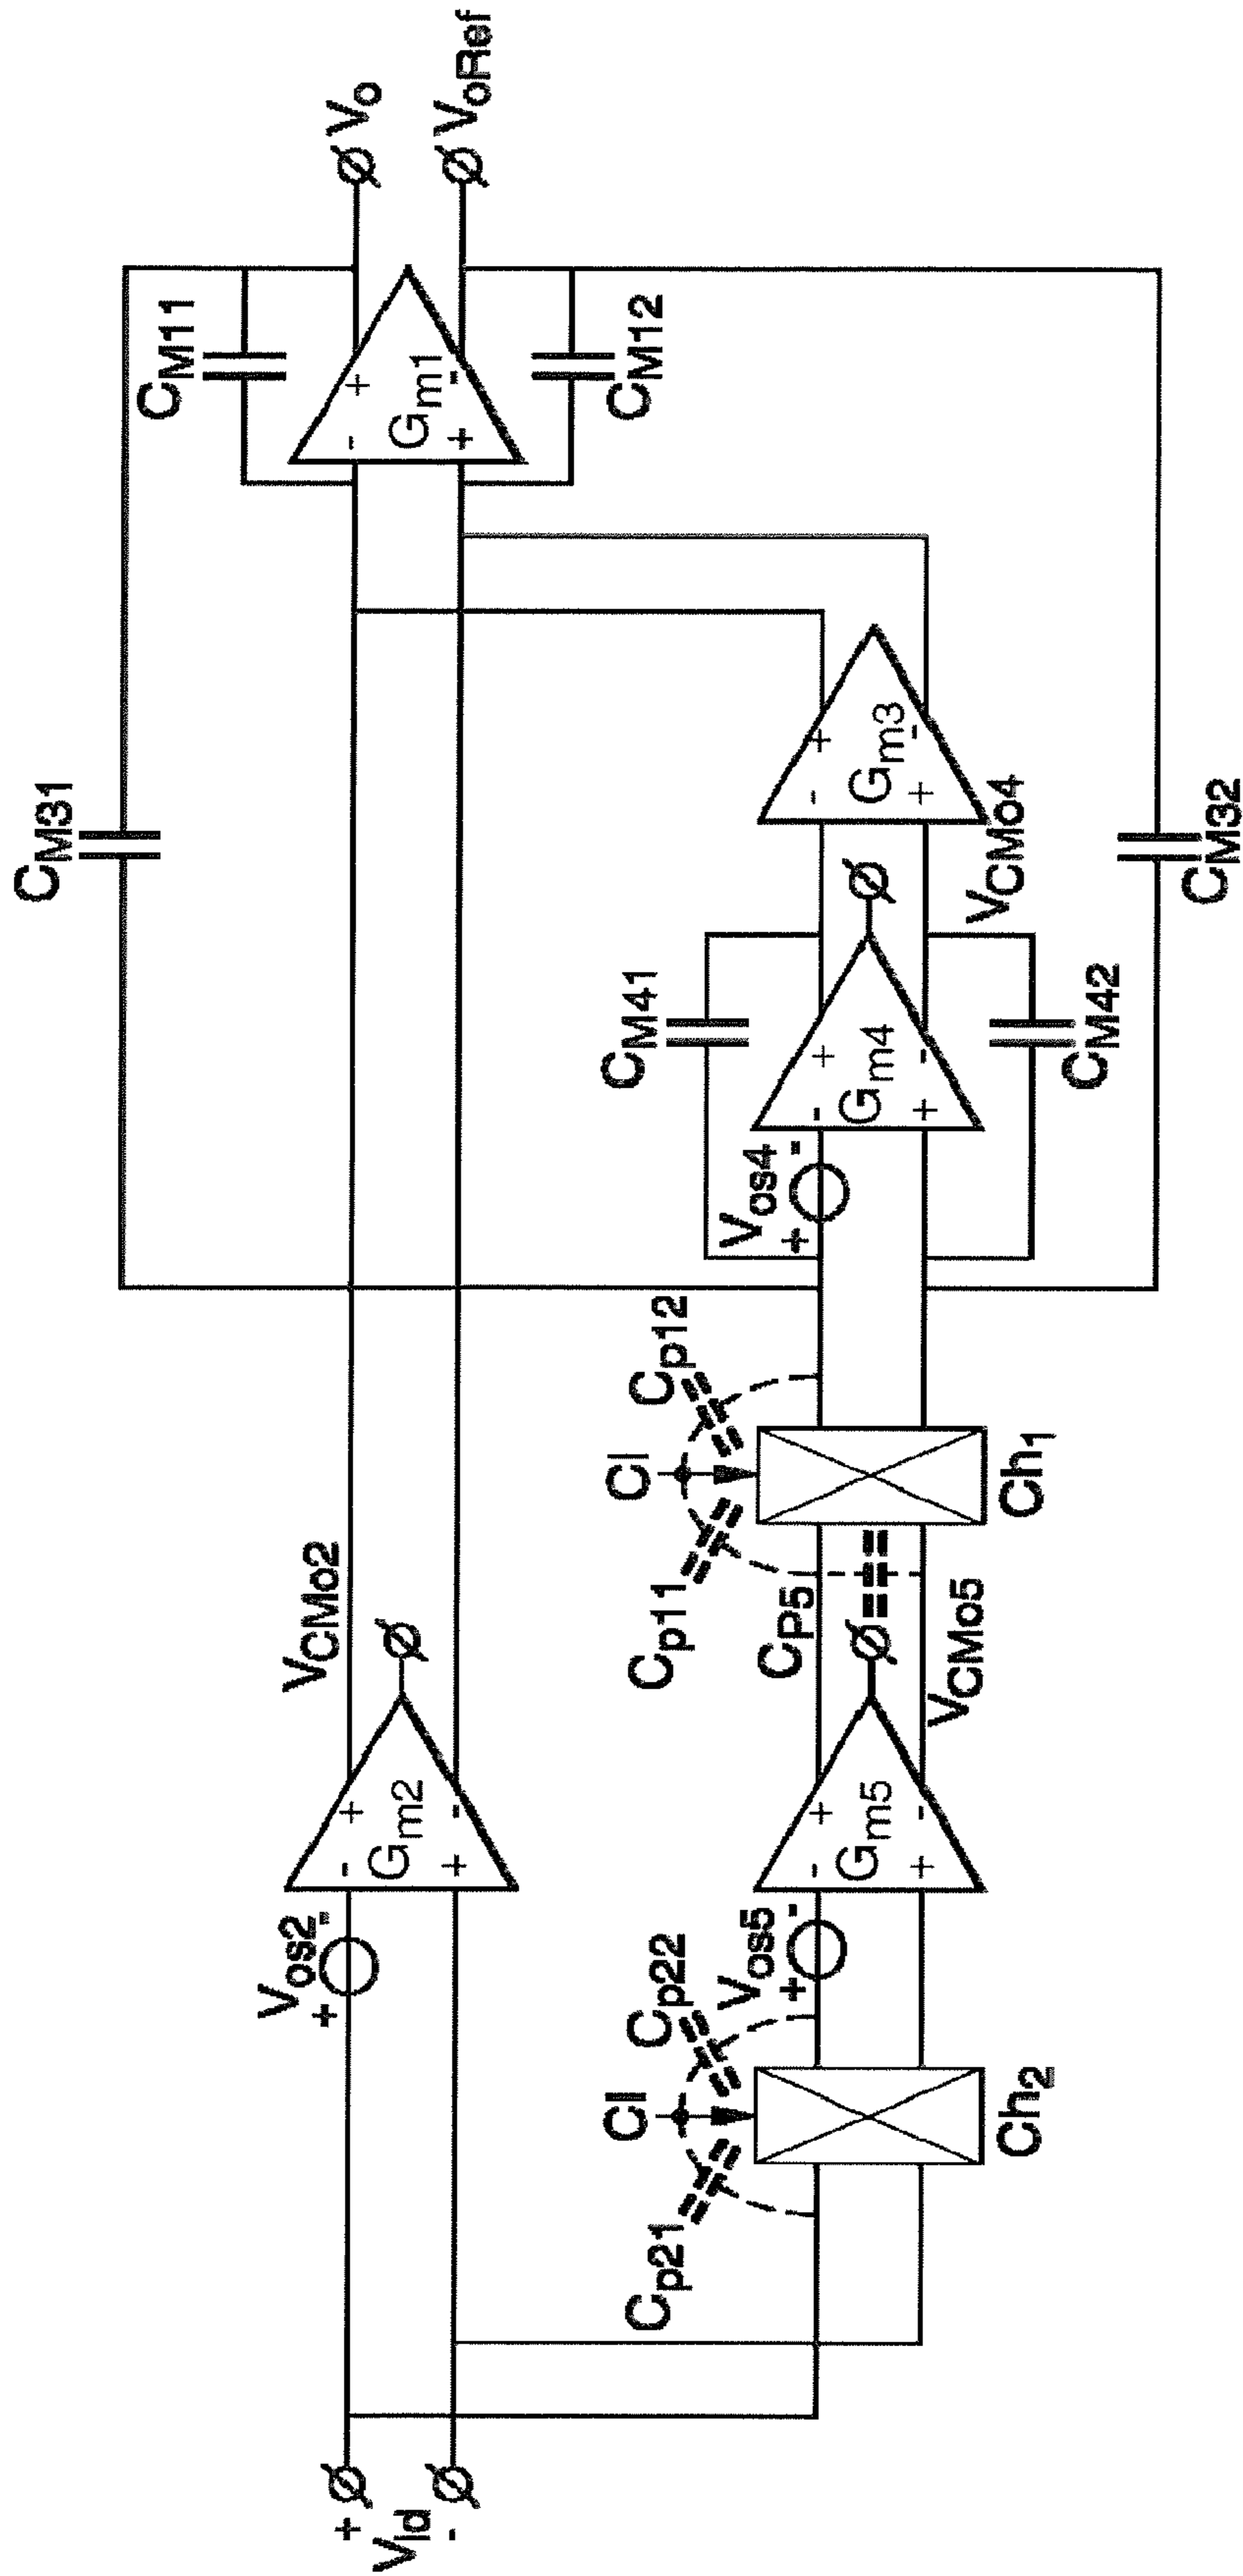 CM31
CM11
Vo
VoRef
- +
Gm1
+ -
CM12
Vid
+
-
Vos2
+ -
- +
Gm2
+ -
VCMo2
Cl
Cp21
Cp22
Ch2
Vos5
+ -
- +
Gm5
+ -
VCMo5
CP5
Cl
Cp11
Cp12
Ch1
Vos4
+ -
CM41
- +
Gm4
+ -
CM42
- +
Gm3
+ -
VCMo4
CM32